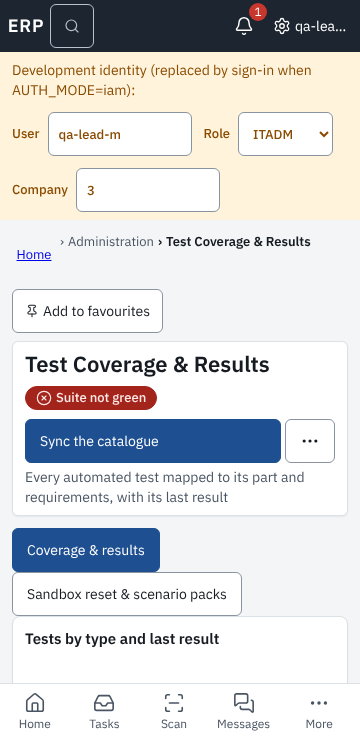 ERP
1
qa-lea...
Development identity (replaced by sign-in when
AUTH_MODE=iam):
User qa-lead-m Role ITADM
Company 3
Home › Administration › Test Coverage & Results
Add to favourites
Test Coverage & Results
Suite not green
Sync the catalogue ...
Every automated test mapped to its part and
requirements, with its last result
Coverage & results
Sandbox reset & scenario packs
Tests by type and last result
Home Tasks Scan Messages More